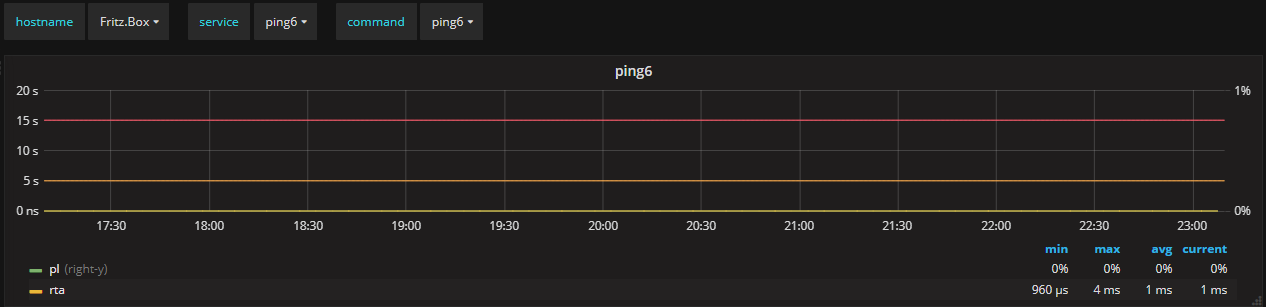 hostname Fritz.Box service ping6 command ping6
ping6
20 s 1%
15 s
10 s
5 s
0 ns 0%
17:30 18:00 18:30 19:00 19:30 20:00 20:30 21:00 21:30 22:00 22:30 23:00
min max avg current
pl (right-y) 0% 0% 0% 0%
rta 960 µs 4 ms 1 ms 1 ms